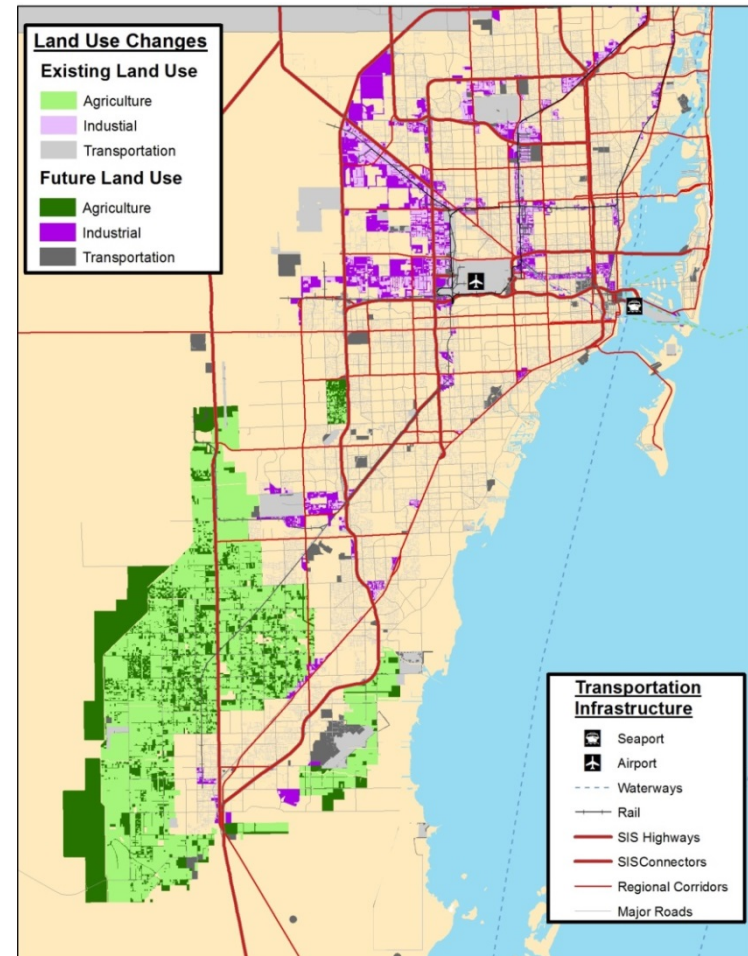 Land Use Changes
Existing Land Use
Agriculture
Industial
Transportation
Future Land Use
Agriculture
Industrial
Transportation
Transportation
Infrastructure
Seaport
Airport
Waterways
Rail
SIS Highways
SISConnectors
Regional Corridors
Major Roads